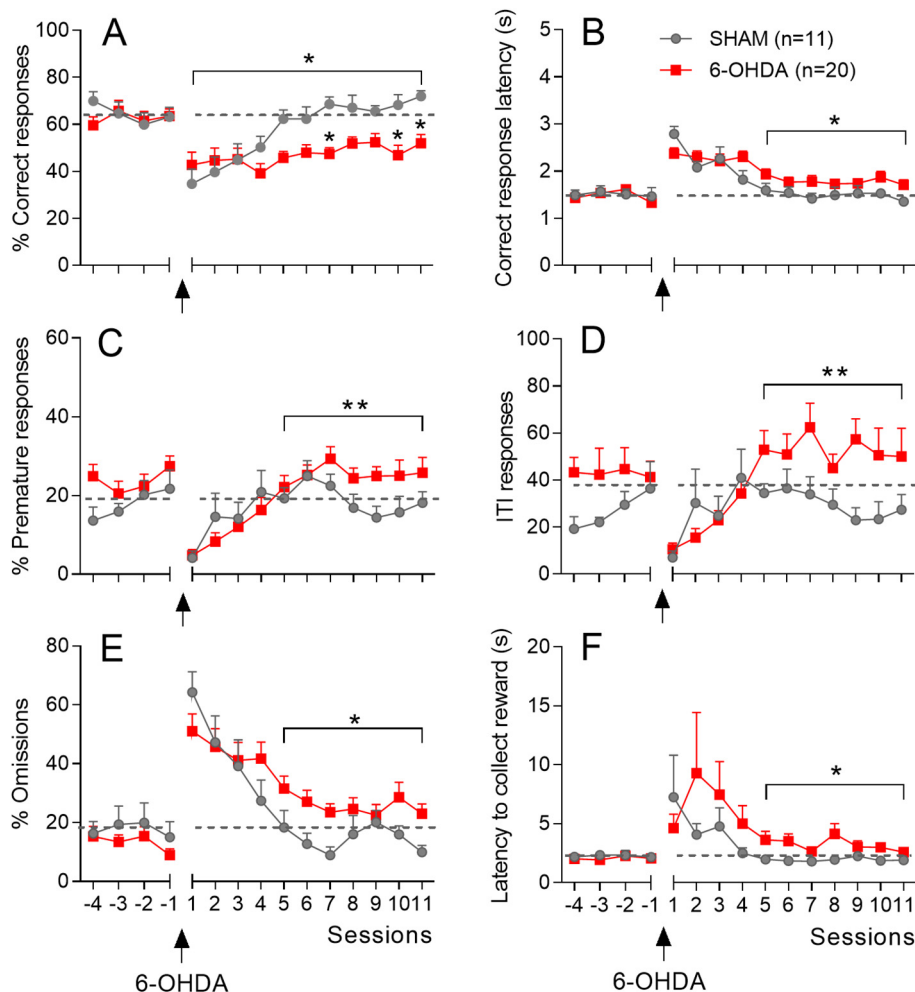 A
% Correct responses
100
80
60
40
20
0
*
*
*
*
B
SHAM (n=11)
6-OHDA (n=20)
Correct response latency (s)
5
4
3
2
1
0
*
C
% Premature responses
60
40
20
0
**
D
ITI responses
100
80
60
40
20
0
**
E
% Omissions
80
60
40
20
0
*
-4 -3 -2 -1 1 2 3 4 5 6 7 8 9 10 11
Sessions
6-OHDA
F
Latency to collect reward (s)
20
15
10
5
0
*
-4 -3 -2 -1 1 2 3 4 5 6 7 8 9 10 11
Sessions
6-OHDA